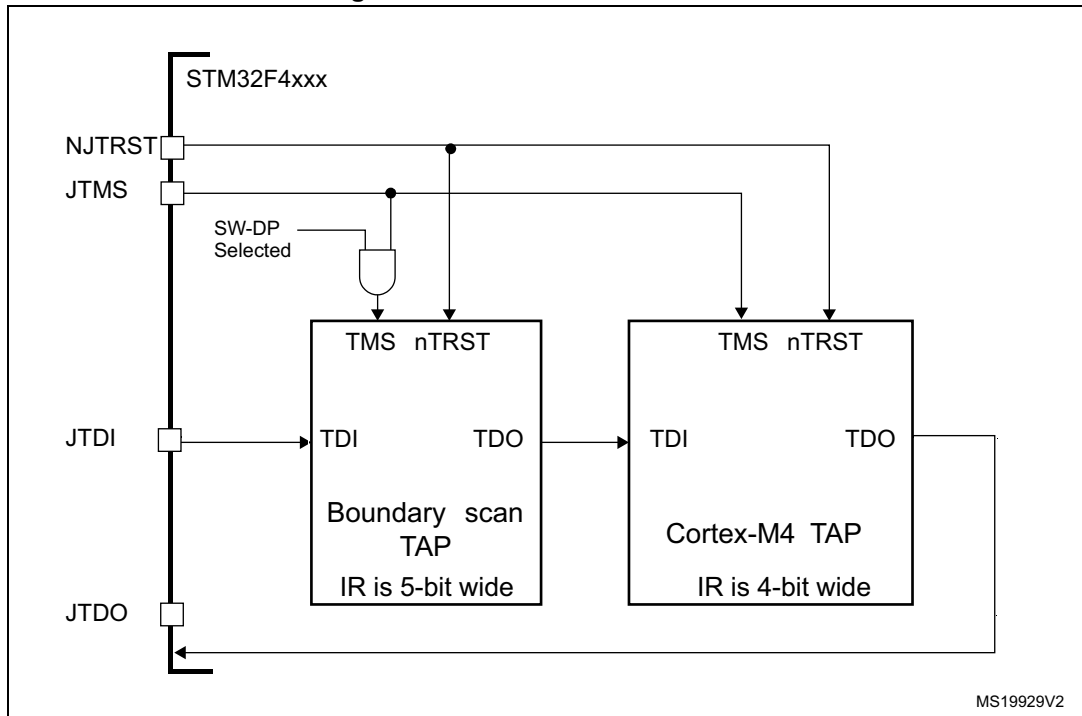 STM32F4xxx
NJTRST
JTMS
SW-DP
Selected
TMS nTRST
TMS nTRST
JTDI
TDI
TDO
TDI
TDO
Boundary scan
TAP
Cortex-M4 TAP
IR is 5-bit wide
IR is 4-bit wide
JTDO
MS19929V2